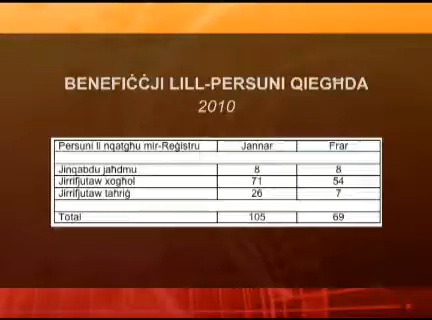 BENEFIĊĊJI LILL-PERSUNI QIEGĦDA
2010
Persuni li nqatgħu mir-Reġistru Jannar Frar
Jinqabdu jaħdmu 8 8
Jirrifjutaw xogħol 71 54
Jirrifjutaw taħriġ 26 7
Total 105 69